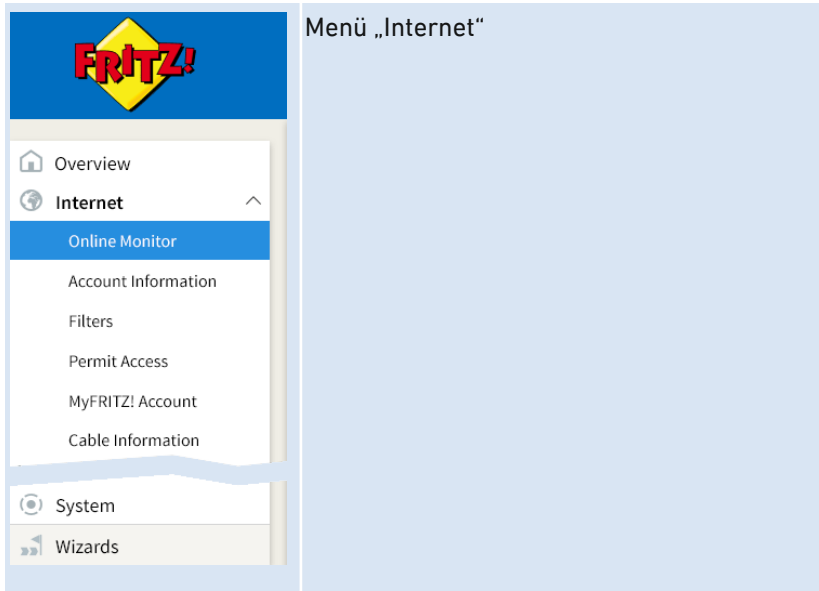 FRITZ!
Menü „Internet“
Overview
Internet
Online Monitor
Account Information
Filters
Permit Access
MyFRITZ! Account
Cable Information
System
Wizards